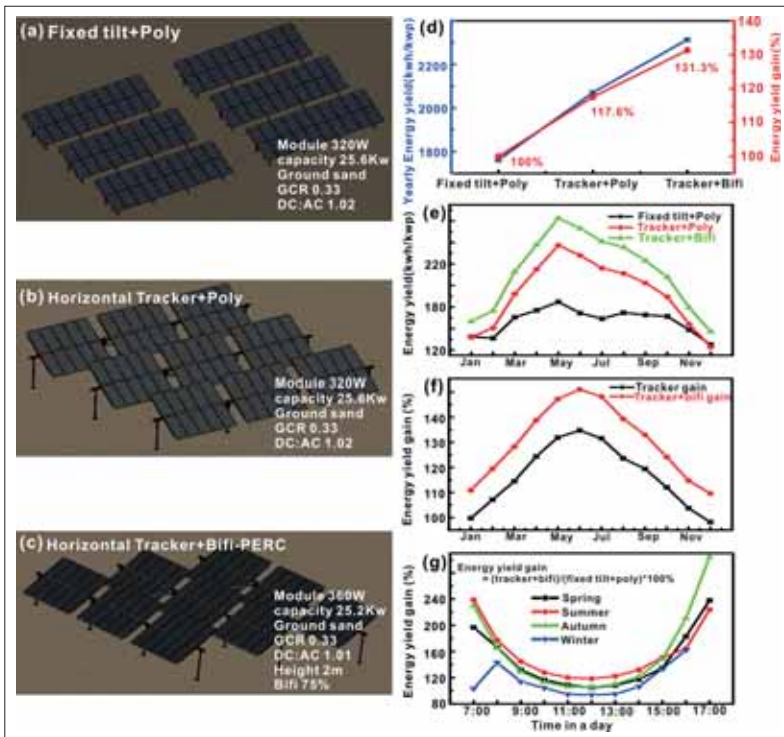 (a) Fixed tilt+Poly
Module 320W
capacity 25.6Kw
Ground sand
GCR 0.33
DC:AC 1.02
(b) Horizontal Tracker+Poly
Module 320W
capacity 25.6Kw
Ground sand
GCR 0.33
DC:AC 1.02
(c) Horizontal Tracker+Bifi-PERC
Module 360W
capacity 25.2Kw
Ground sand
GCR 0.33
DC:AC 1.01
Height 2m
Bifi 75%
(d)
Yearly Energy yield(kwh/kwp)
2200
2000
1800
100%
117.6%
131.3%
140
130
120
110
100
Energy yield gain(%)
Fixed tilt+Poly
Tracker+Poly
Tracker+Bifi
(e)
Fixed tilt+Poly
Tracker+Poly
Tracker+Bifi
Energy yield(kwh/kwp)
220
180
120
Jan
Mar
May
Jul
Sep
Nov
(f)
Tracker gain
Tracker+bifi gain
Energy yield gain (%)
150
130
110
100
Jan
Mar
May
Jul
Sep
Nov
(g)
Energy yield gain
= (tracker+bifi)/(fixed tilt+poly)*100%
Spring
Summer
Autumn
Winter
Energy yield gain (%)
240
200
160
120
80
7:00
9:00
11:00
13:00
15:00
17:00
Time in a day